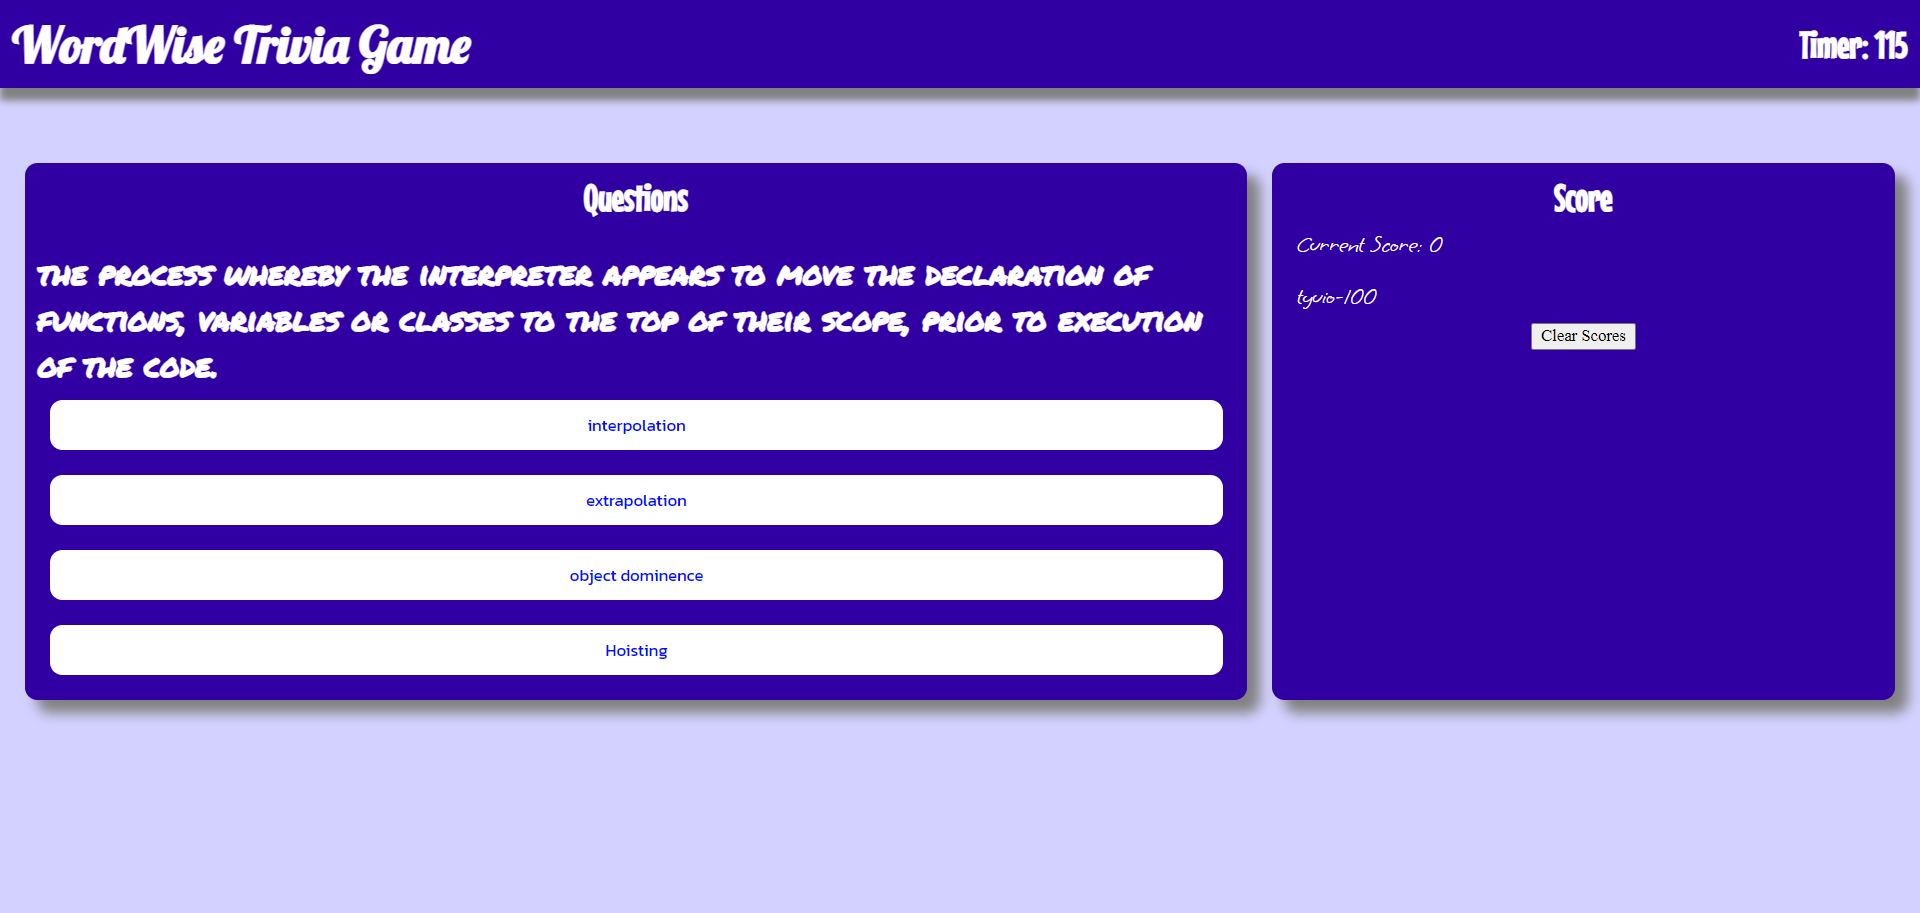 WordWise Trivia Game
Timer: 115
Questions
THE PROCESS WHEREBY THE INTERPRETER APPEARS TO MOVE THE DECLARATION OF
FUNCTIONS, VARIABLES OR CLASSES TO THE TOP OF THEIR SCOPE, PRIOR TO EXECUTION
OF THE CODE.
interpolation
extrapolation
object dominence
Hoisting
Score
Current Score: 0
tyuio-100
Clear Scores